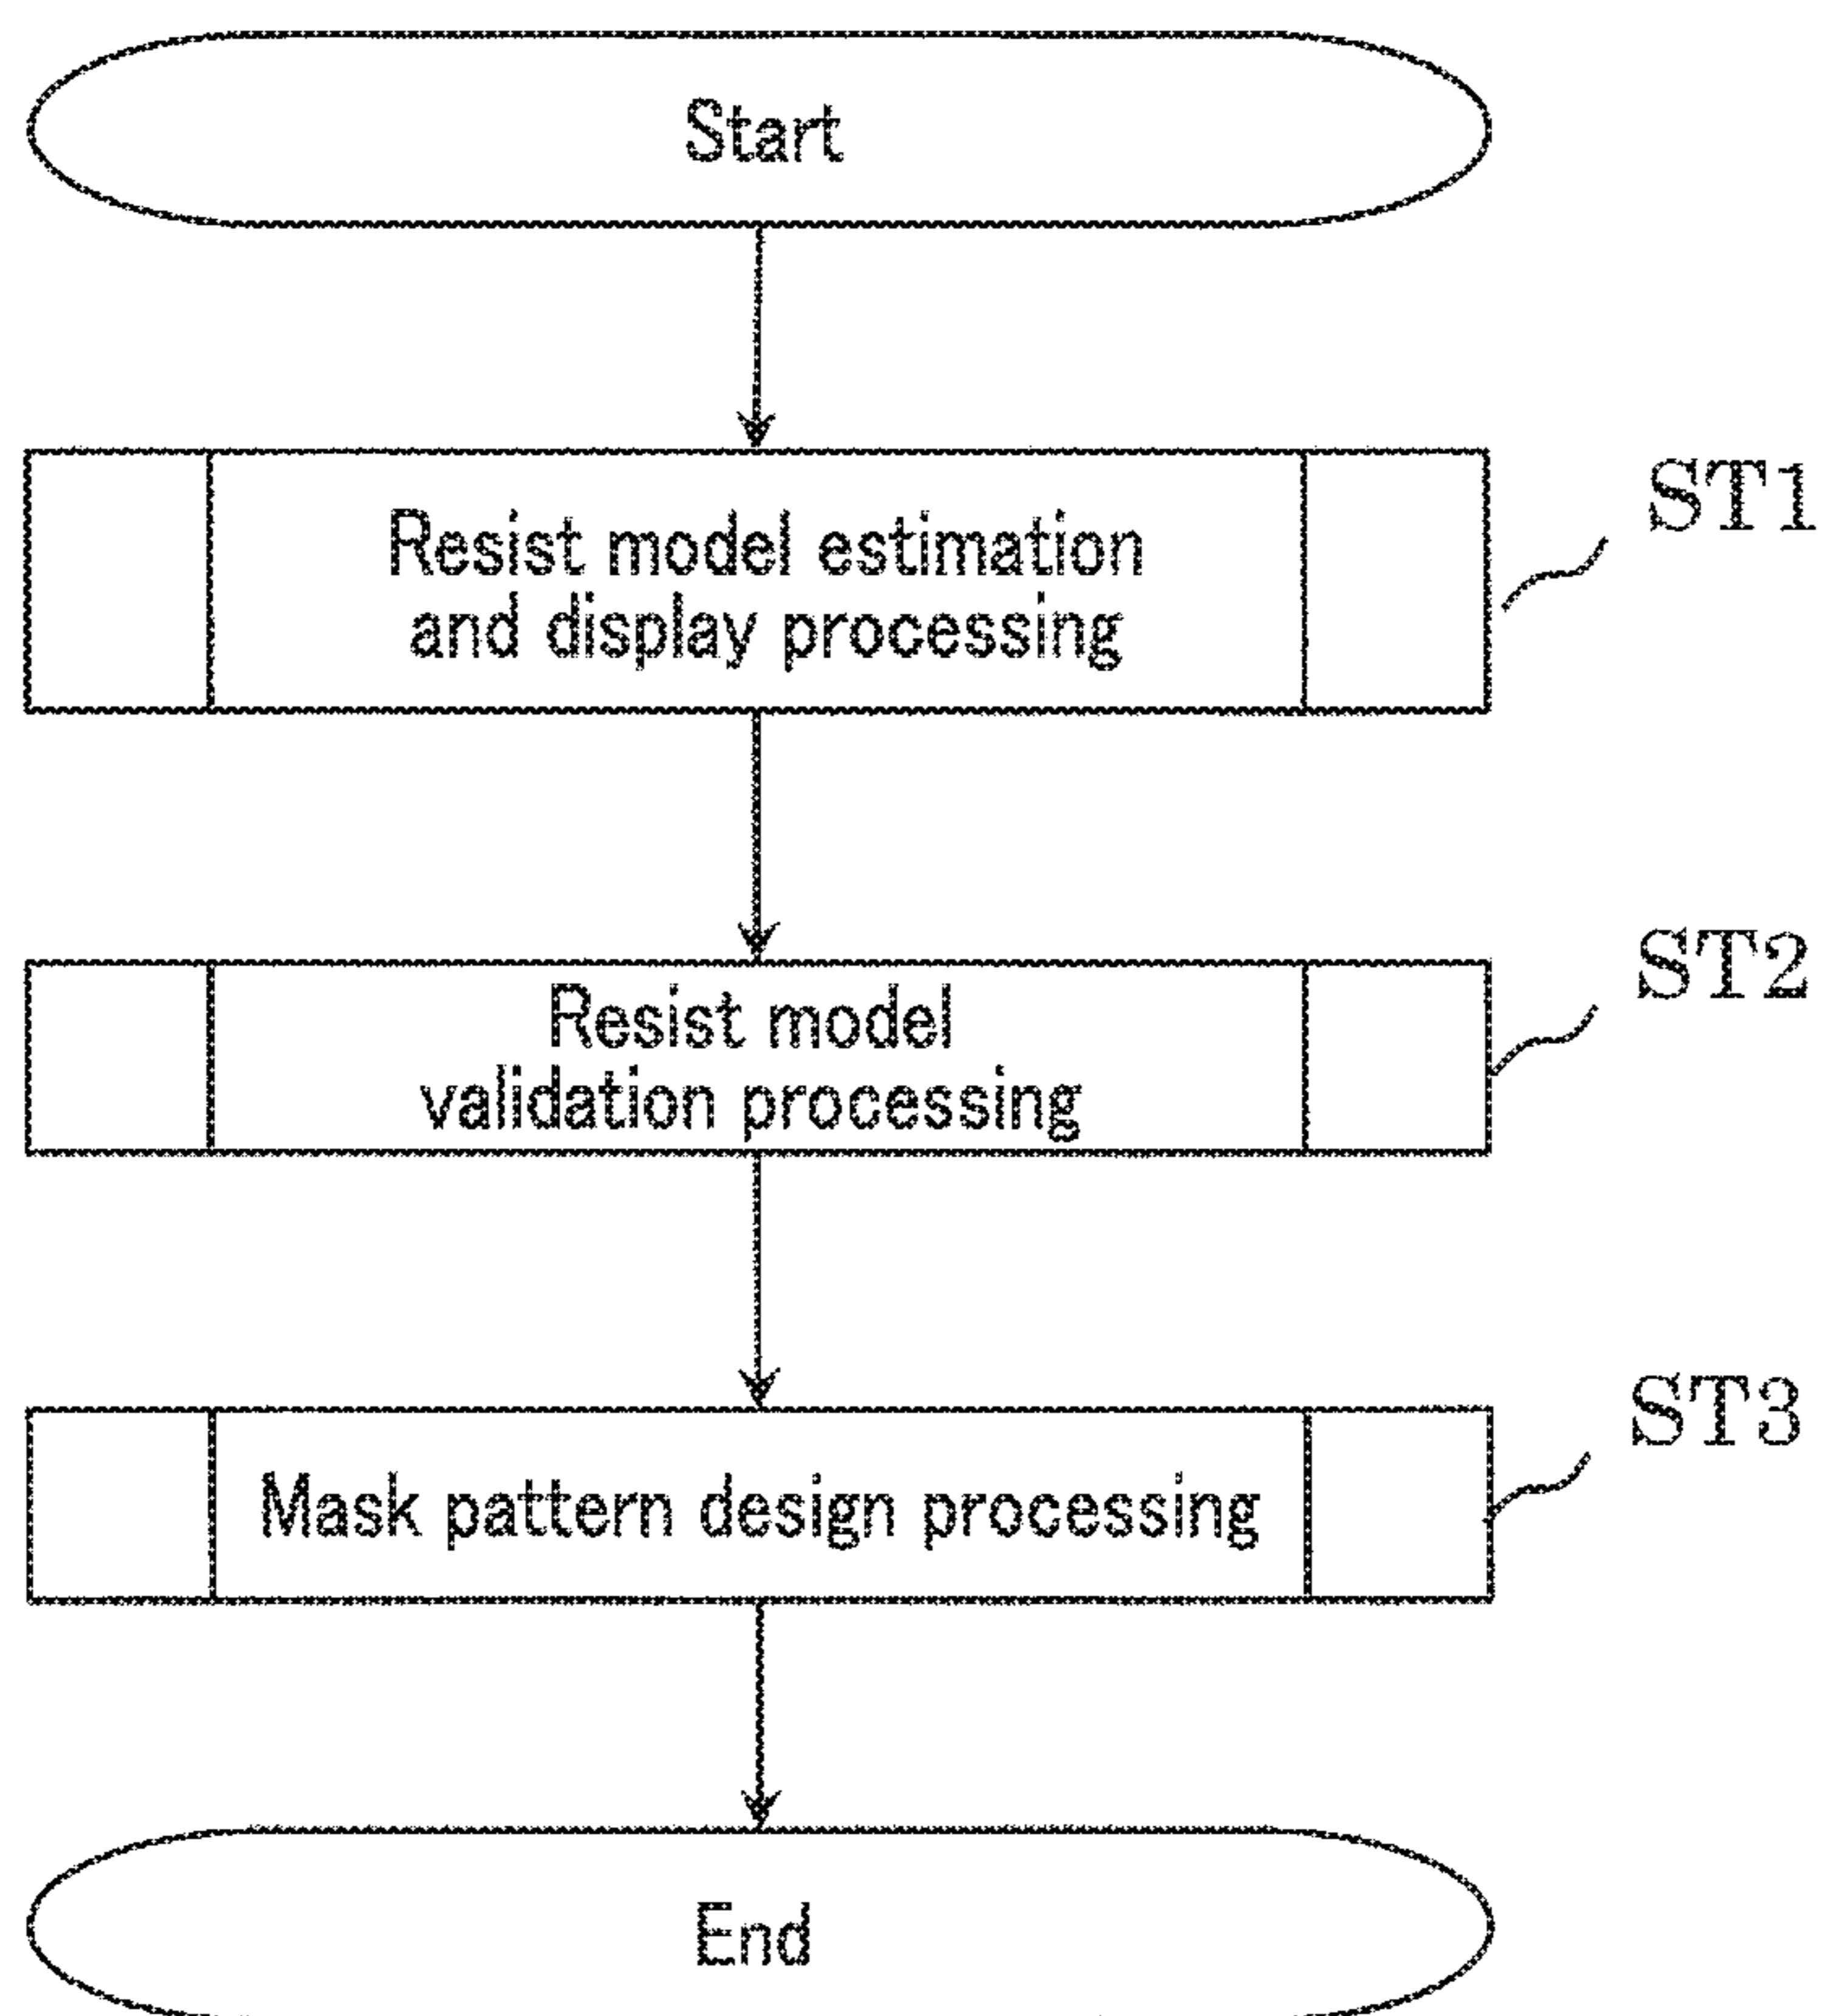 Start
Resist model estimation
and display processing
ST1
Resist model
validation processing
ST2
Mask pattern design processing
ST3
End